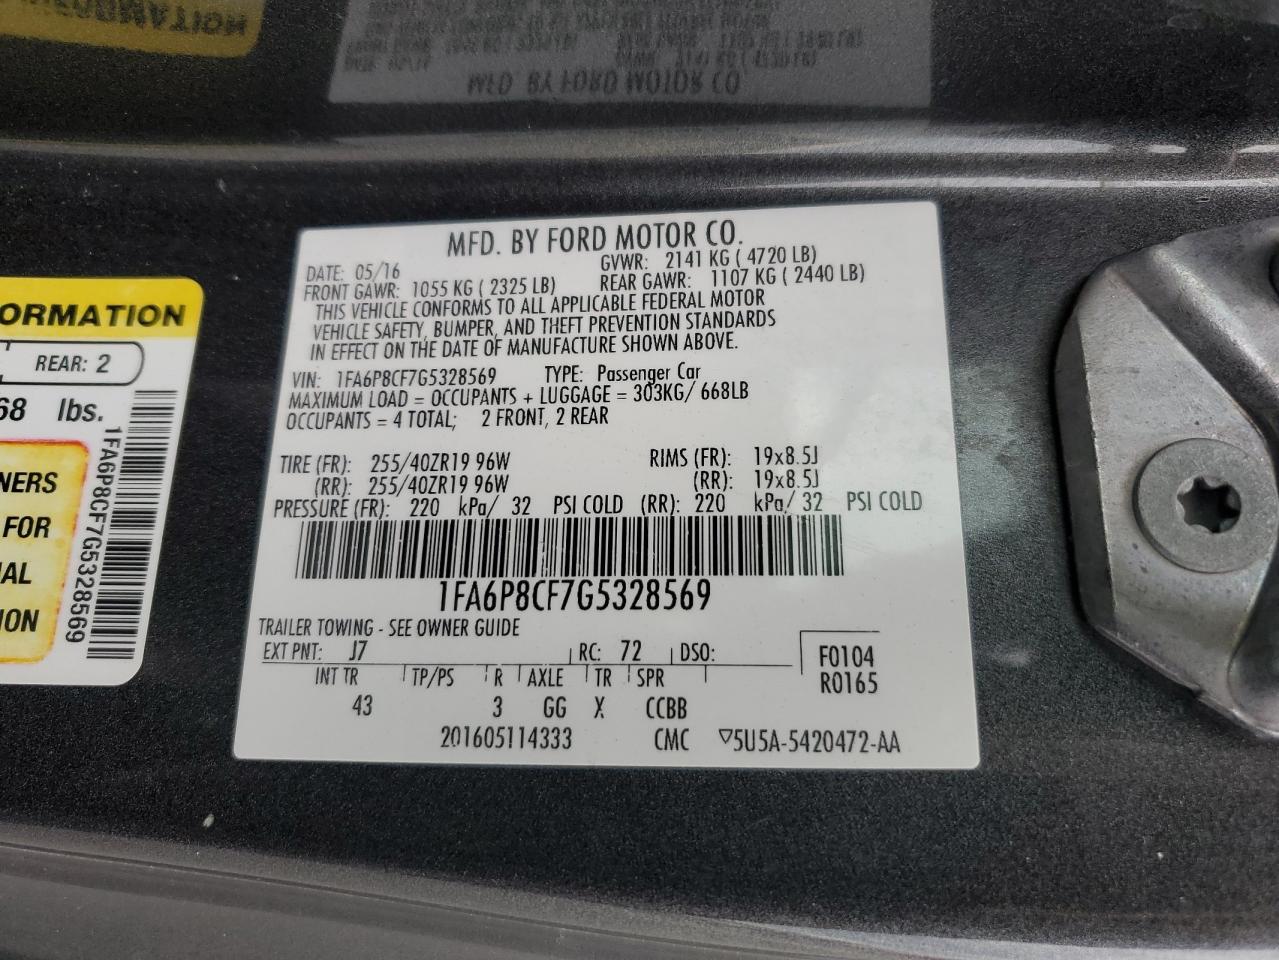 MFD. BY FORD MOTOR CO.
DATE: 05/16 GVWR: 2141 KG ( 4720 LB)
FRONT GAWR: 1055 KG ( 2325 LB) REAR GAWR: 1107 KG ( 2440 LB)
THIS VEHICLE CONFORMS TO ALL APPLICABLE FEDERAL MOTOR
VEHICLE SAFETY, BUMPER, AND THEFT PREVENTION STANDARDS
IN EFFECT ON THE DATE OF MANUFACTURE SHOWN ABOVE.
VIN: 1FA6P8CF7G5328569 TYPE: Passenger Car
MAXIMUM LOAD = OCCUPANTS + LUGGAGE = 303KG/ 668LB
OCCUPANTS = 4 TOTAL; 2 FRONT, 2 REAR
TIRE (FR): 255/40ZR19 96W RIMS (FR): 19x8.5J
(RR): 255/40ZR19 96W (RR): 19x8.5J
PRESSURE (FR): 220 kPa/ 32 PSI COLD (RR): 220 kPa/ 32 PSI COLD
1FA6P8CF7G5328569
TRAILER TOWING - SEE OWNER GUIDE
EXT PNT: J7 RC: 72 DSO: F0104
INT TR TP/PS R AXLE TR SPR R0165
43 3 GG X CCBB
201605114333 CMC ▽5U5A-5420472-AA
ORMATION
REAR: 2
68 lbs.
NERS
FOR
AL
ION
1FA6P8CF7G5328569
MFD. BY FORD MOTOR CO